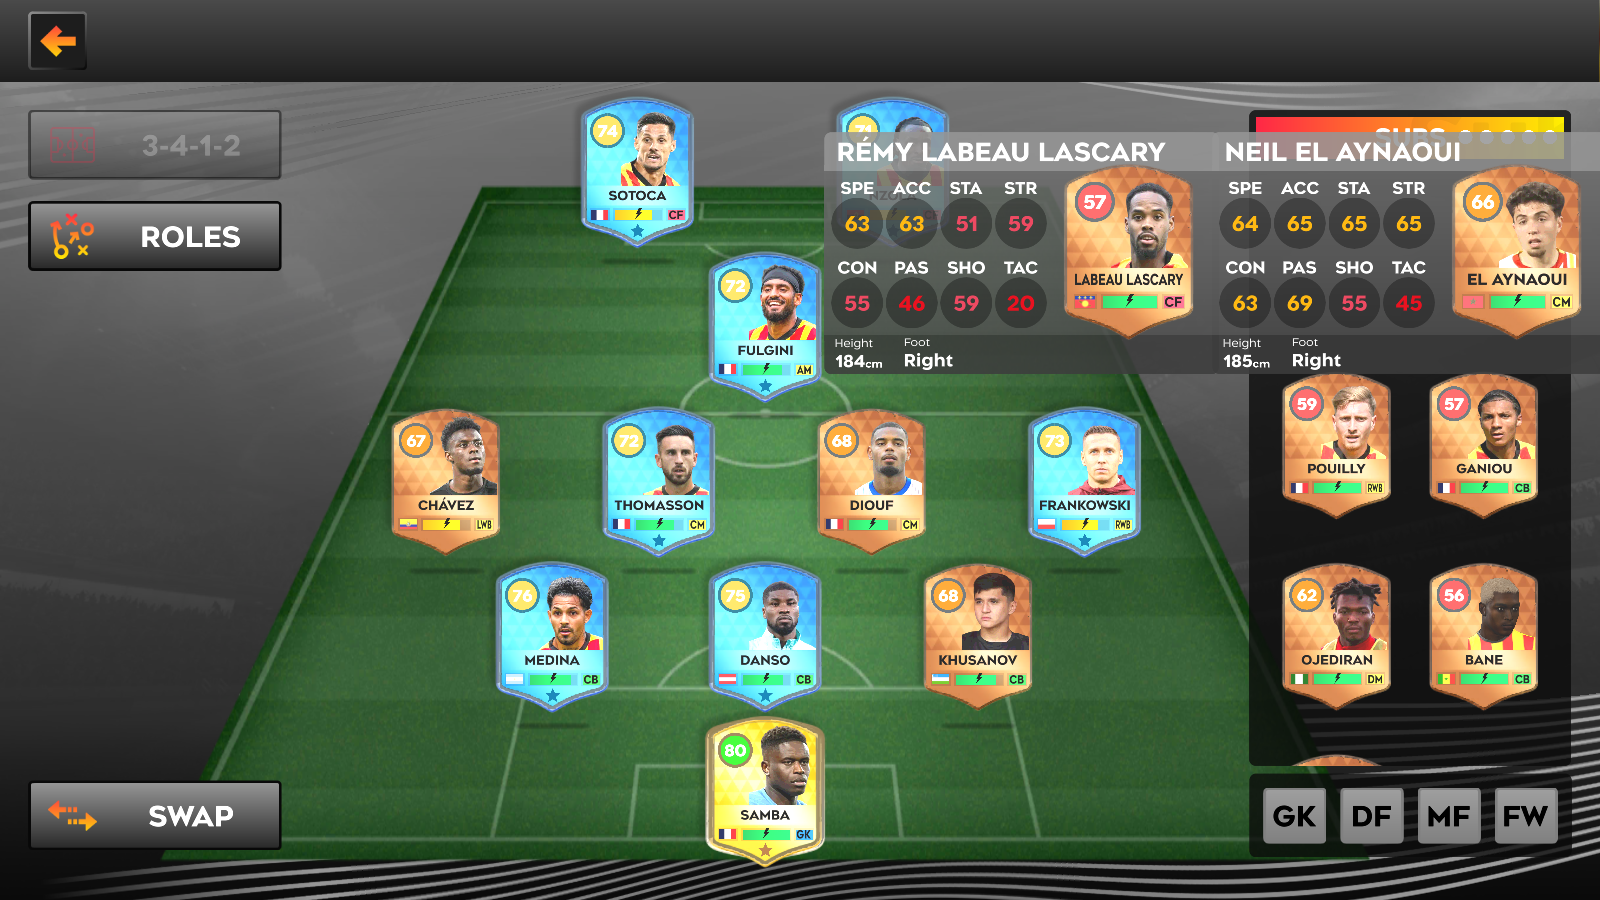 3-4-1-2
ROLES
SWAP
74
SOTOCA
CF
72
FULGINI
AM
67
CHÁVEZ
LWB
72
THOMASSON
CM
68
DIOUF
CM
73
FRANKOWSKI
RWB
76
MEDINA
CB
75
DANSO
CB
68
KHUSANOV
CB
80
SAMBA
GK
RÉMY LABEAU LASCARY
SPE ACC STA STR
63 63 51 59
CON PAS SHO TAC
55 46 59 20
Height Foot
184cm Right
57
LABEAU LASCARY
CF
NEIL EL AYNAOUI
SPE ACC STA STR
64 65 65 65
CON PAS SHO TAC
63 69 55 45
Height Foot
185cm Right
66
EL AYNAOUI
CM
SUBS
59
POUILLY
RWB
57
GANIOU
CB
62
OJEDIRAN
DM
56
BANE
CB
GK DF MF FW